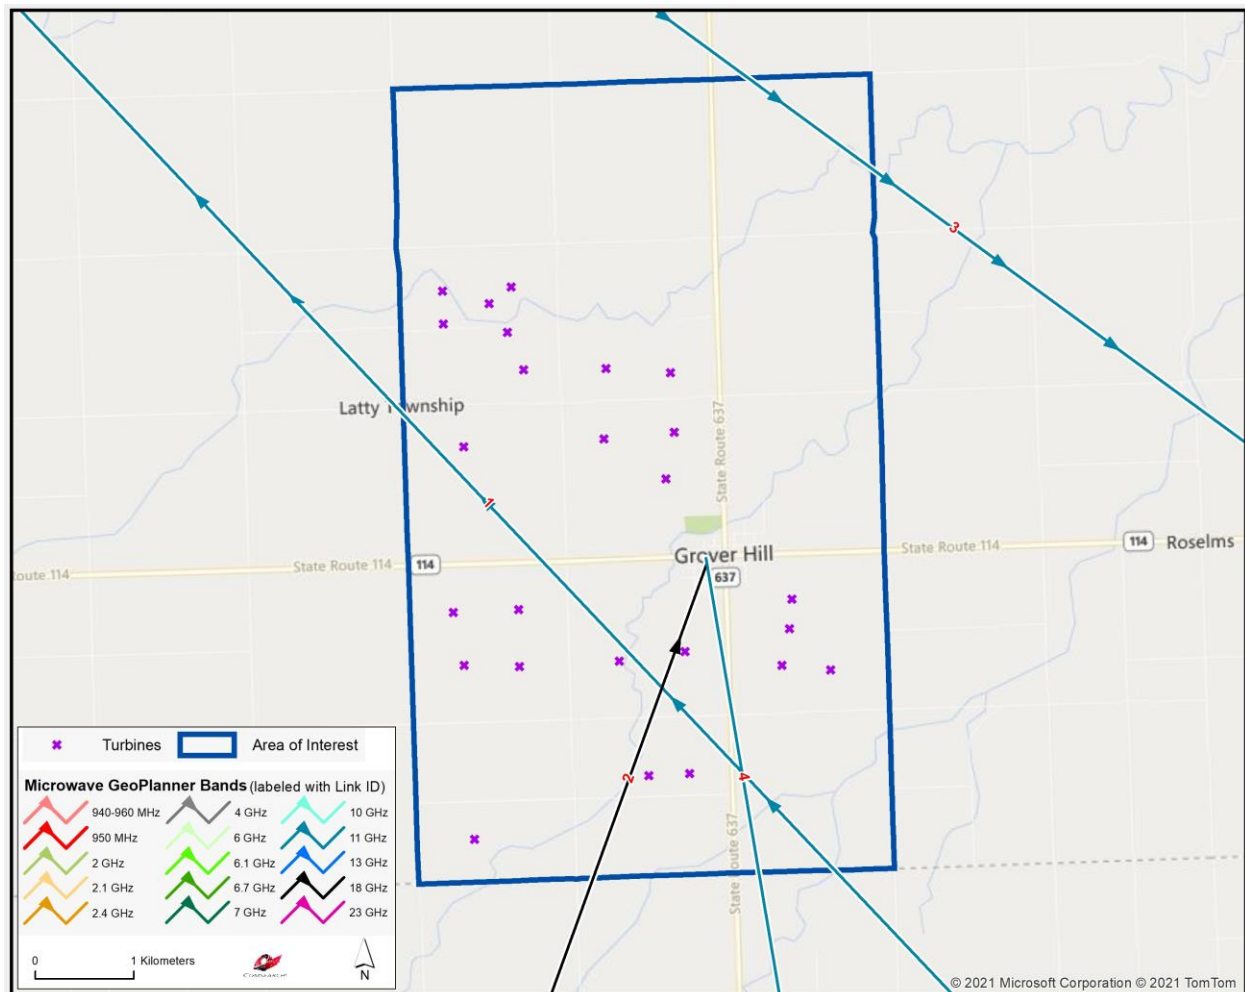 3
State Route 637
Latty Township
1
Grover Hill
State Route 114
114
Roselms
State Route 114
114
oute 114
637
2
4
State Route 637
Turbines
Area of Interest
Microwave GeoPlanner Bands (labeled with Link ID)
940-960 MHz
4 GHz
10 GHz
950 MHz
6 GHz
11 GHz
2 GHz
6.1 GHz
13 GHz
2.1 GHz
6.7 GHz
18 GHz
2.4 GHz
7 GHz
23 GHz
0
1 Kilometers
N
© 2021 Microsoft Corporation © 2021 TomTom